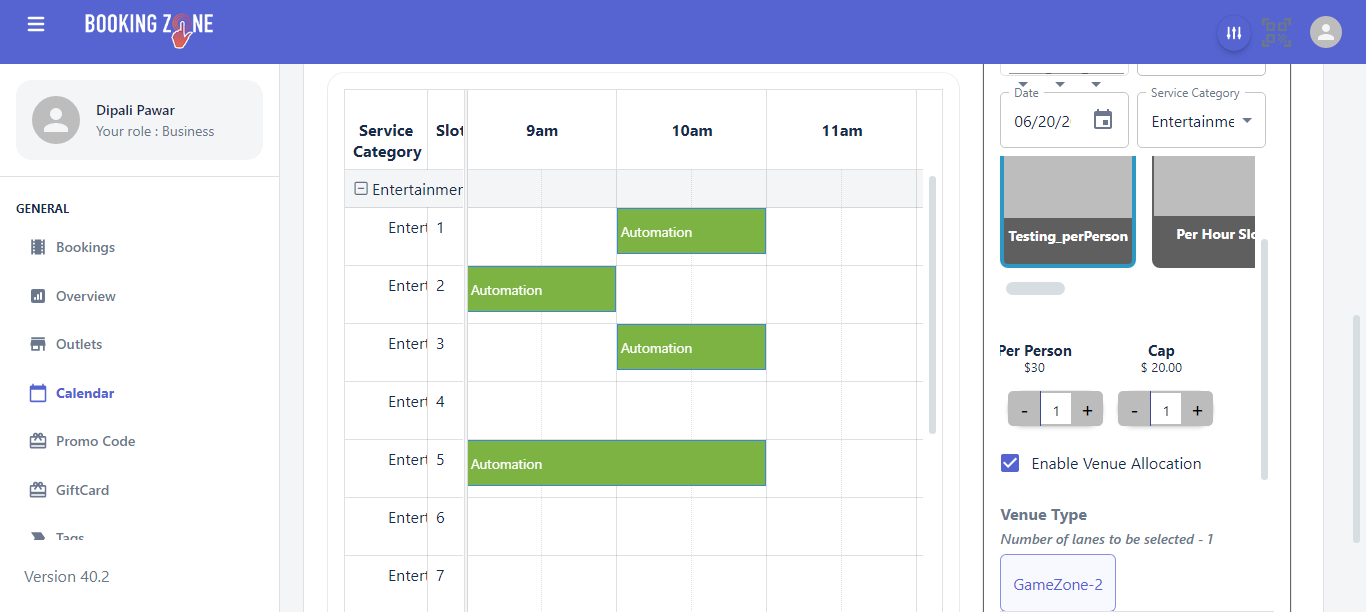 BOOKING ZONE
Dipali Pawar
Your role : Business
GENERAL
Bookings
Overview
Outlets
Calendar
Promo Code
GiftCard
Tags
Version 40.2
Service Category
Slot
9am
10am
11am
Entertainmer
Entert 1
Automation
Entert 2
Automation
Entert 3
Automation
Entert 4
Entert 5
Automation
Entert 6
Entert 7
Date
06/20/2
Service Category
Entertainme
Testing_perPerson
Per Hour Slo
Per Person
$30
Cap
$ 20.00
- 1 +
- 1 +
Enable Venue Allocation
Venue Type
Number of lanes to be selected - 1
GameZone-2